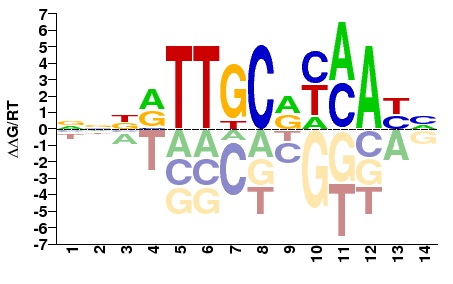 ΔΔG/RT
7
6
5
4
3
2
1
0
-1
-2
-3
-4
-5
-6
-7
T G A
A G T
T A C G
T A C G
G T A C
C A G T
A G T C
C T A G
A C G T
A C G T
T C A
C A G
1 2 3 4 5 6 7 8 9 10 11 12 13 14